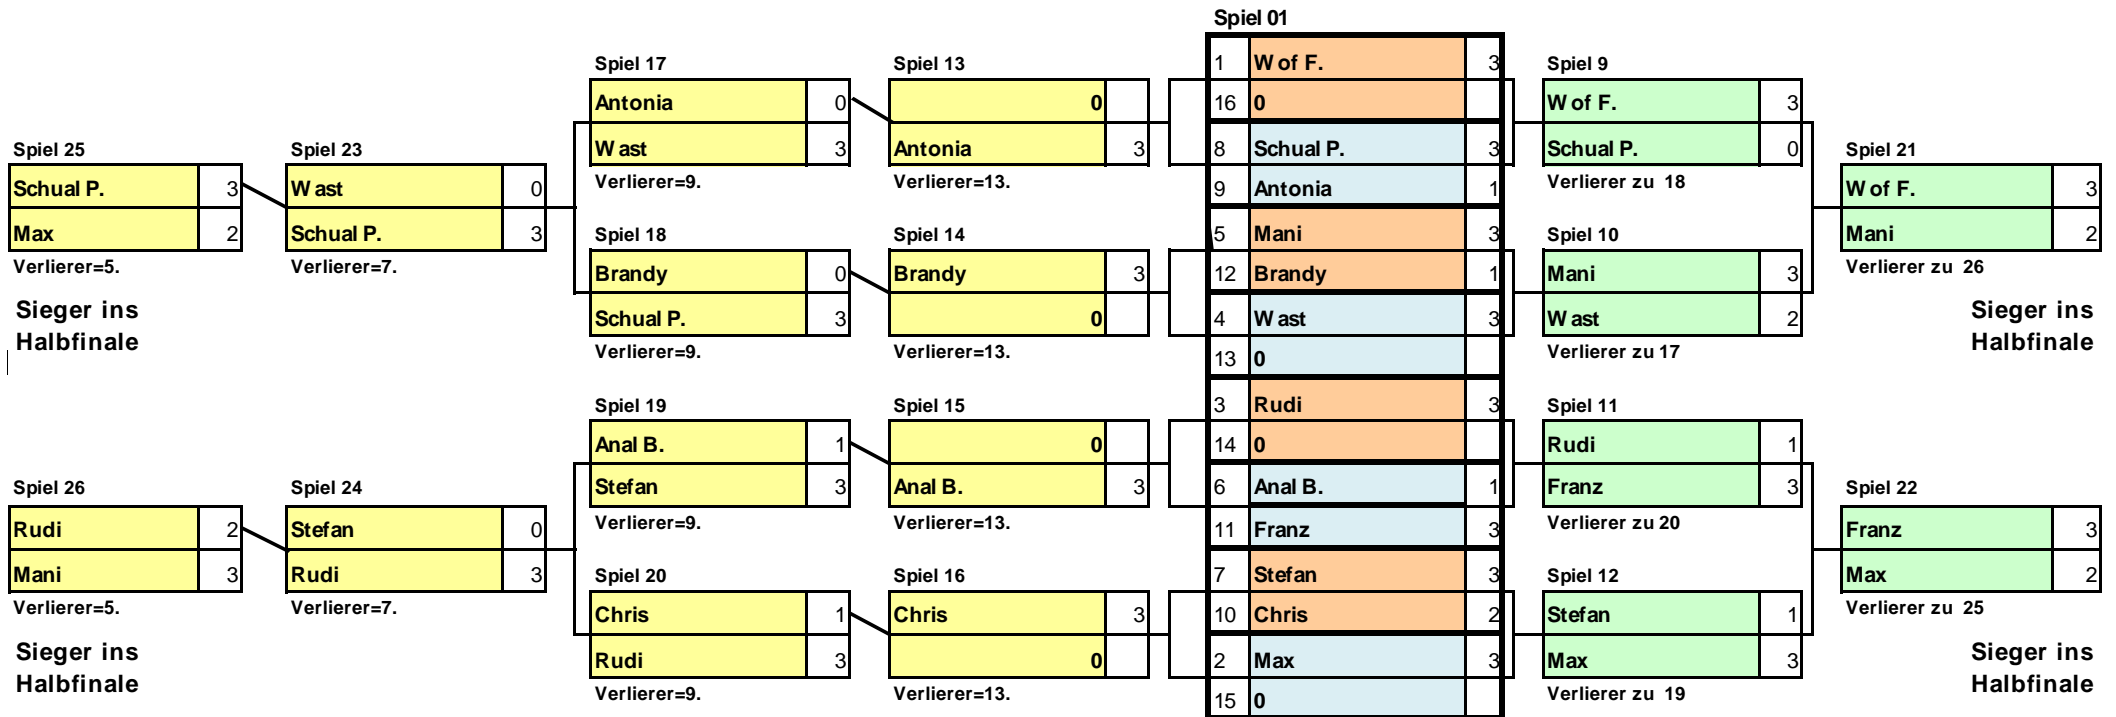 Spiel 01
Spiel 17 Spiel 13 1 Wof F. 3 Spiel 9
Antonia 0 0 16 0 Wof F. 3
Spiel 25 Spiel 23 Wast 3 Antonia 3 8 Schual P. 3 Schual P. 0 Spiel 21
Schual P. 3 Wast 0 Verlierer=9. Verlierer=13. 9 Antonia 1 Verlierer zu 18 Wof F. 3
Max 2 Schual P. 3 Spiel 18 Spiel 14 5 Mani 3 Spiel 10 Mani 2
Verlierer=5. Verlierer=7. Brandy 0 Brandy 3 12 Brandy 1 Mani 3 Verlierer zu 26
Sieger ins Schual P. 3 0 4 Wast 3 Wast 2 Sieger ins
Halbfinale Verlierer=9. Verlierer=13. 13 0 Verlierer zu 17 Halbfinale
Spiel 19 Spiel 15 3 Rudi 3 Spiel 11
Anal B. 1 0 14 0 Rudi 1
Spiel 26 Spiel 24 Stefan 3 Anal B. 3 6 Anal B. 1 Franz 3 Spiel 22
Rudi 2 Stefan 0 Verlierer=9. Verlierer=13. 11 Franz 3 Verlierer zu 20 Franz 3
Mani 3 Rudi 3 Spiel 20 Spiel 16 7 Stefan 3 Spiel 12 Max 2
Verlierer=5. Verlierer=7. Chris 1 Chris 3 10 Chris 2 Stefan 1 Verlierer zu 25
Sieger ins Rudi 3 0 2 Max 3 Max 3 Sieger ins
Halbfinale Verlierer=9. Verlierer=13. 15 0 Verlierer zu 19 Halbfinale